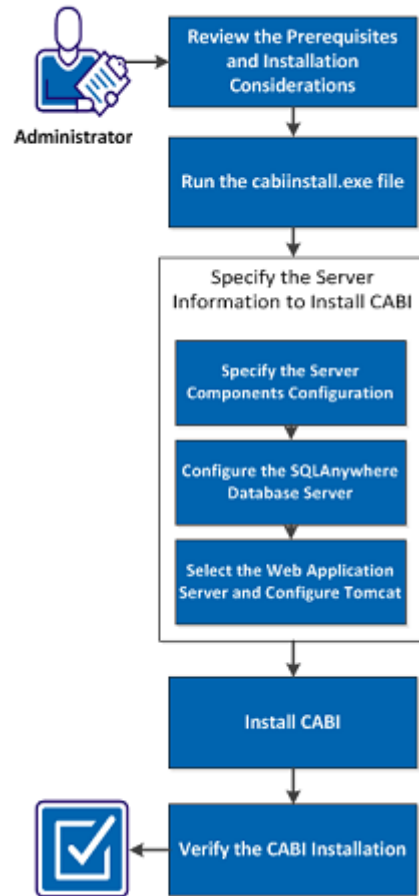 Review the Prerequisites
and Installation
Considerations
Administrator
Run the cabiinstall.exe file
Specify the Server
Information to Install CABI
Specify the Server
Components Configuration
Configure the SQLAnywhere
Database Server
Select the Web Application
Server and Configure Tomcat
Install CABI
Verify the CABI Installation